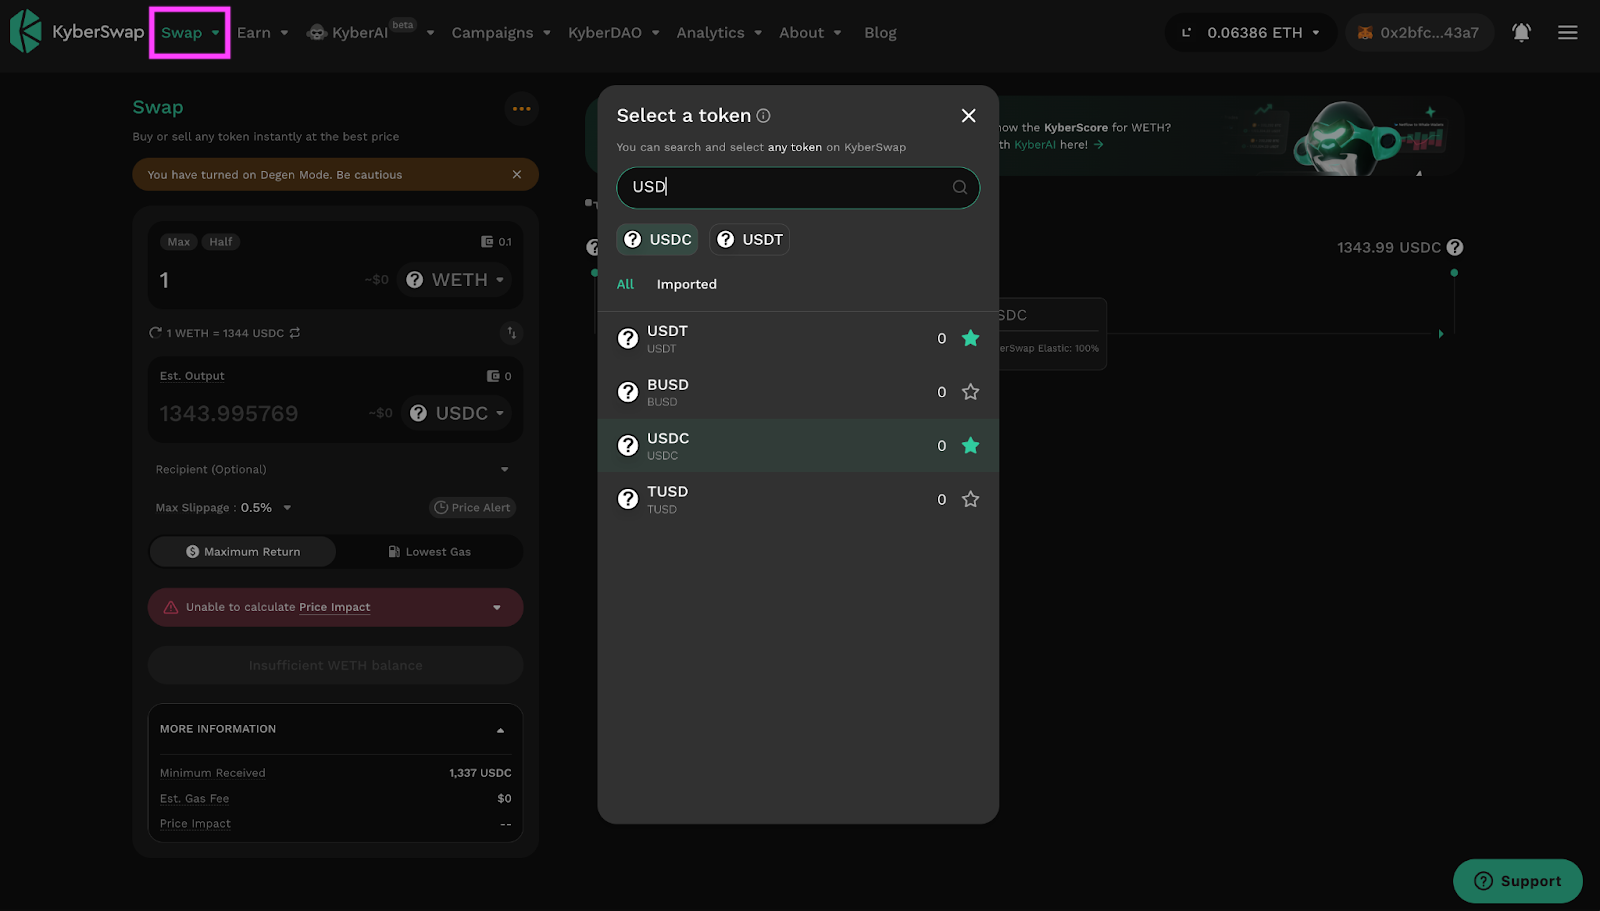 KyberSwap
Swap
Earn
KyberAI beta
Campaigns
KyberDAO
Analytics
About
Blog
0.06386 ETH
0x2bfc...43a7
Swap
Buy or sell any token instantly at the best price
You have turned on Degen Mode. Be cautious
Max Half 0.1
1 ~$0 WETH
1 WETH = 1344 USDC
Est. Output 0
1343.995769 ~$0 USDC
Recipient (Optional)
Max Slippage : 0.5%
Price Alert
Maximum Return
Lowest Gas
Unable to calculate Price Impact
Insufficient WETH balance
MORE INFORMATION
Minimum Received 1,337 USDC
Est. Gas Fee $0
Price Impact --
Select a token
You can search and select any token on KyberSwap
USD
USDC
USDT
All
Imported
USDT 0
USDT
BUSD 0
BUSD
USDC 0
USDC
TUSD 0
TUSD
the KyberScore for WETH?
KyberAI here!
1343.99 USDC
Elastic: 100%
Support